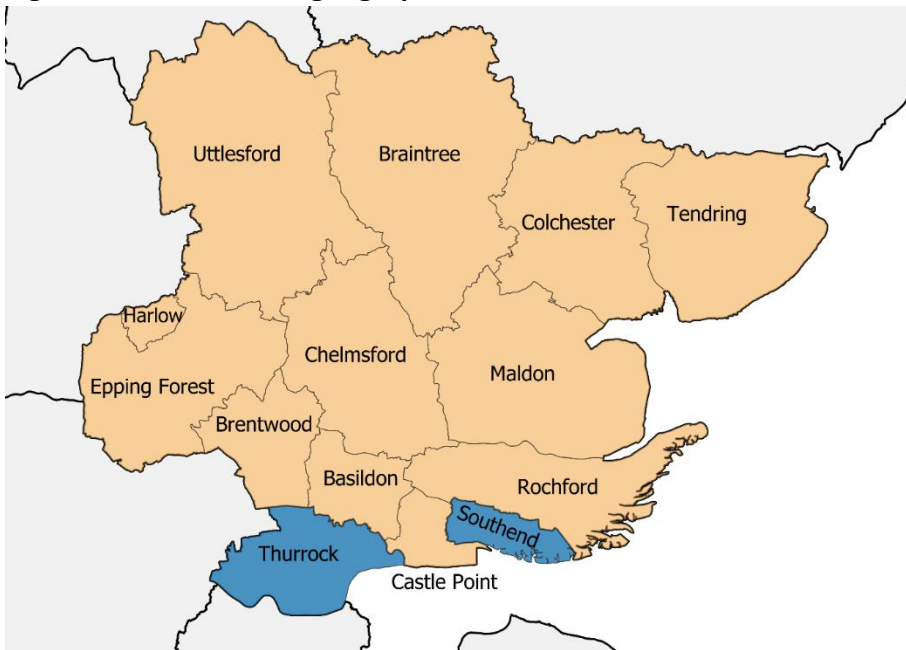 Uttlesford
Braintree
Colchester
Tendring
Harlow
Chelmsford
Epping Forest
Maldon
Brentwood
Basildon
Rochford
Southend
Thurrock
Castle Point